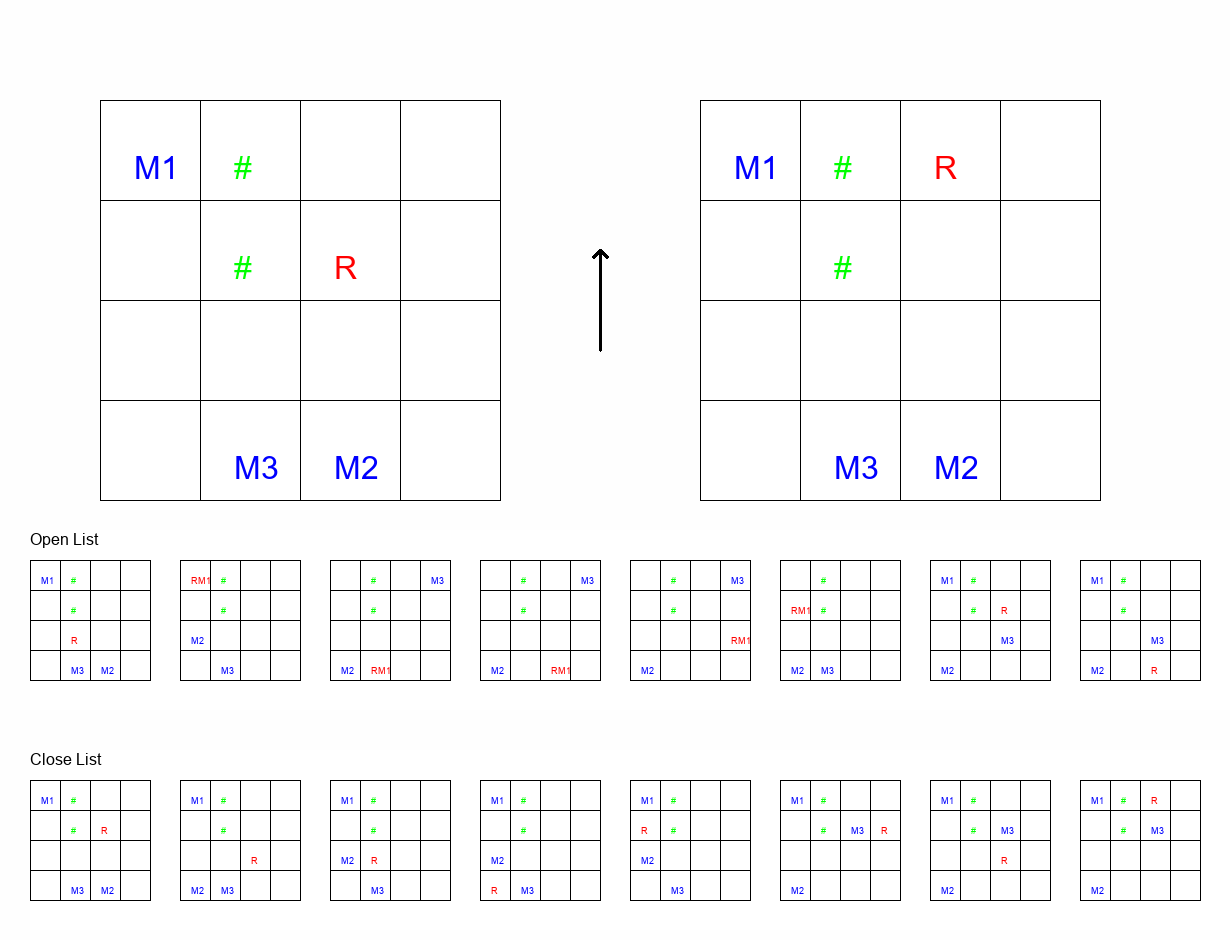 M1 # M1 # R
# R #
M3 M2 M3 M2
Open List
M1 # RM1 # # M3 # M3 # M3 # M1 # M1 #
# # # # # RM1 # # R #
R M2 RM1 M3 M3
M3 M2 M3 M2 RM1 M2 RM1 M2 M2 M3 M2 M2 R
Close List
M1 # M1 # M1 # M1 # M1 # M1 # M1 # M1 # R
# R # # # R # # M3 R # M3 # M3
R M2 R M2 M2 R
M3 M2 M2 M3 M3 R M3 M3 M2 M2 M2